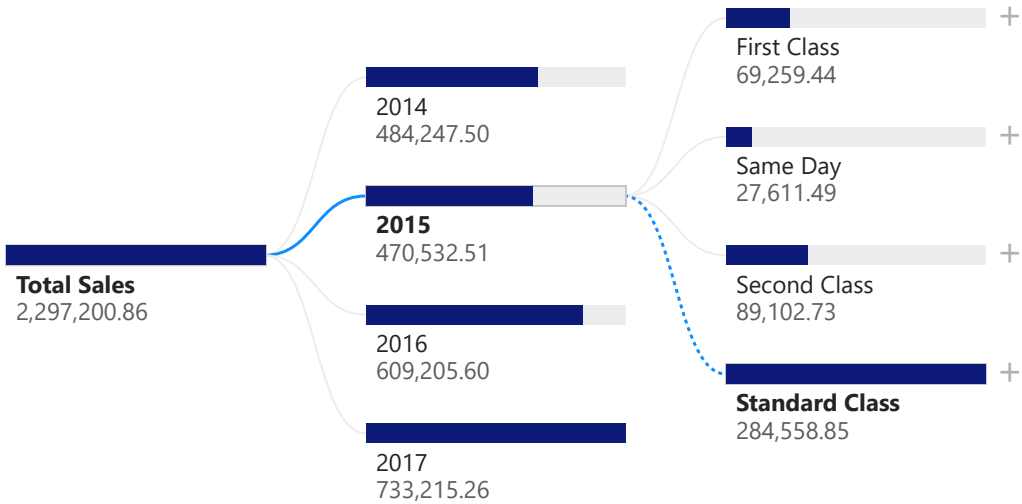 Total Sales
2,297,200.86
2014
484,247.50
2015
470,532.51
2016
609,205.60
2017
733,215.26
First Class
69,259.44
Same Day
27,611.49
Second Class
89,102.73
Standard Class
284,558.85